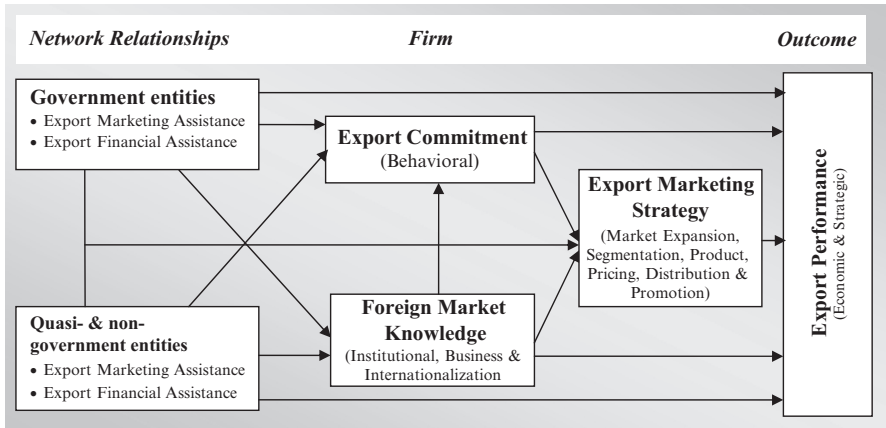 Network Relationships
Firm
Outcome
Government entities
• Export Marketing Assistance
• Export Financial Assistance
Quasi- & non-
government entities
• Export Marketing Assistance
• Export Financial Assistance
Export Commitment
(Behavioral)
Foreign Market
Knowledge
(Institutional, Business &
Internationalization
Export Marketing
Strategy
(Market Expansion,
Segmentation, Product,
Pricing, Distribution &
Promotion)
Export Performance
(Economic & Strategic)